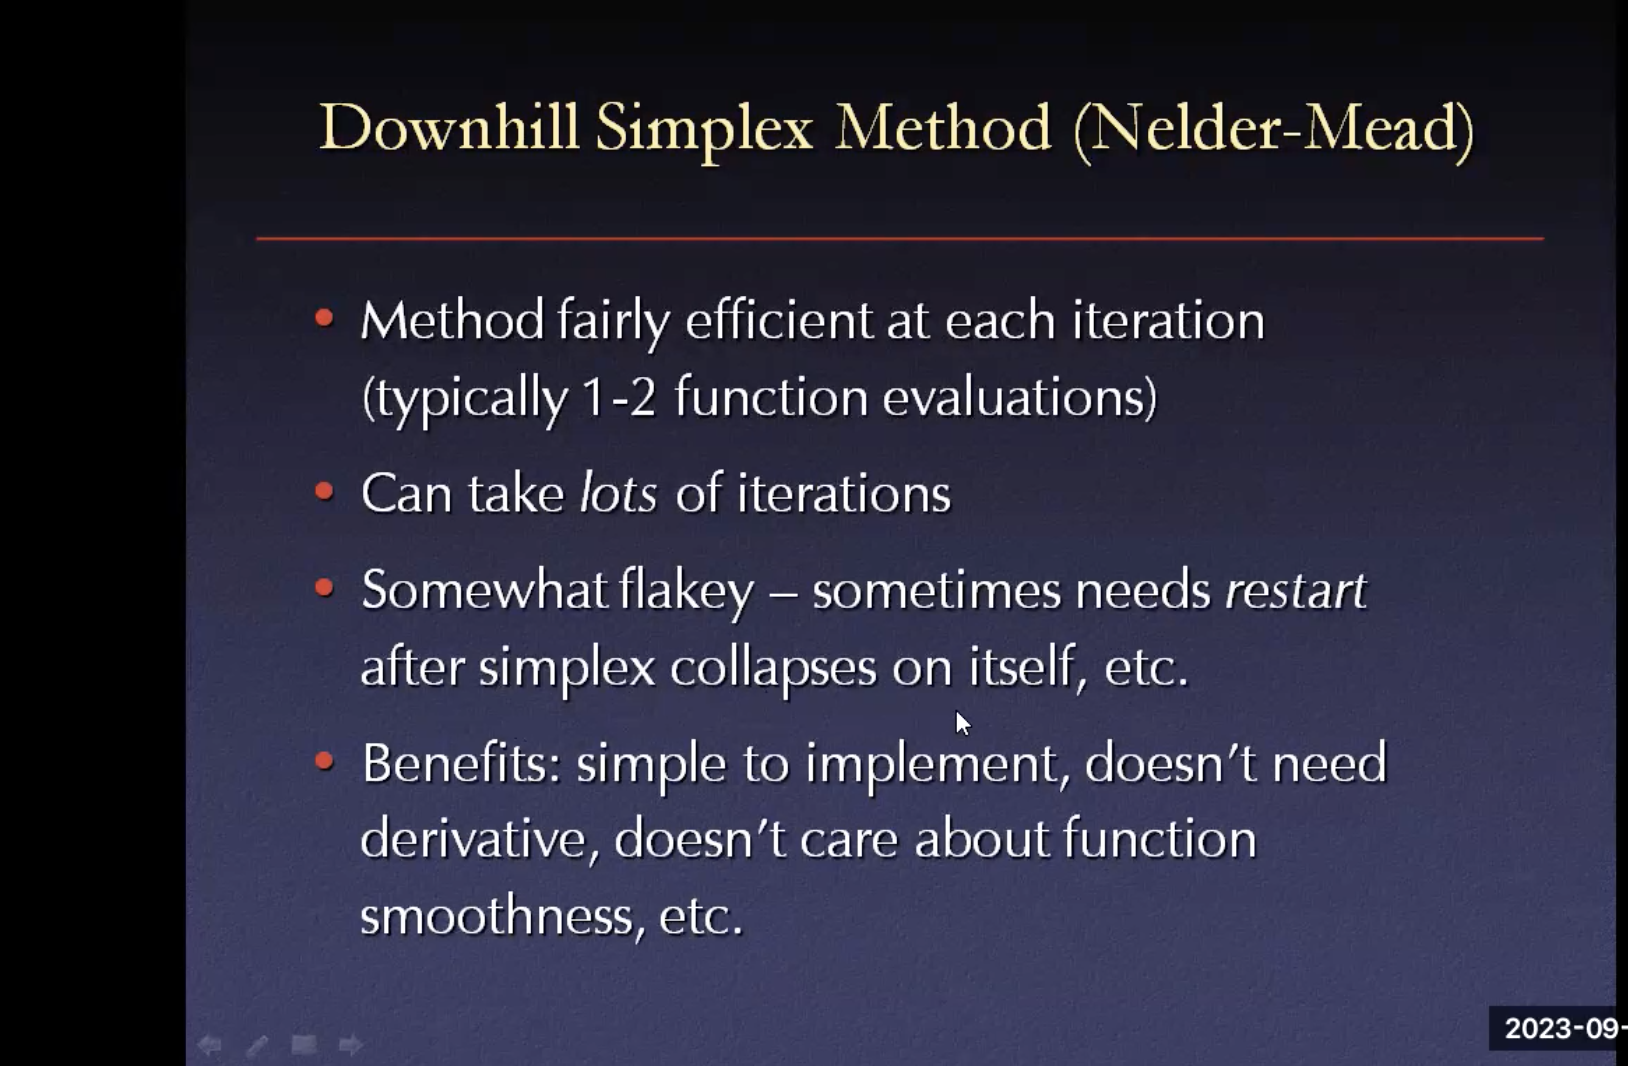 Downhill Simplex Method (Nelder-Mead)
• Method fairly efficient at each iteration
(typically 1-2 function evaluations)
• Can take lots of iterations
• Somewhat flakey – sometimes needs restart
after simplex collapses on itself, etc.
• Benefits: simple to implement, doesn’t need
derivative, doesn’t care about function
smoothness, etc.
2023-09-